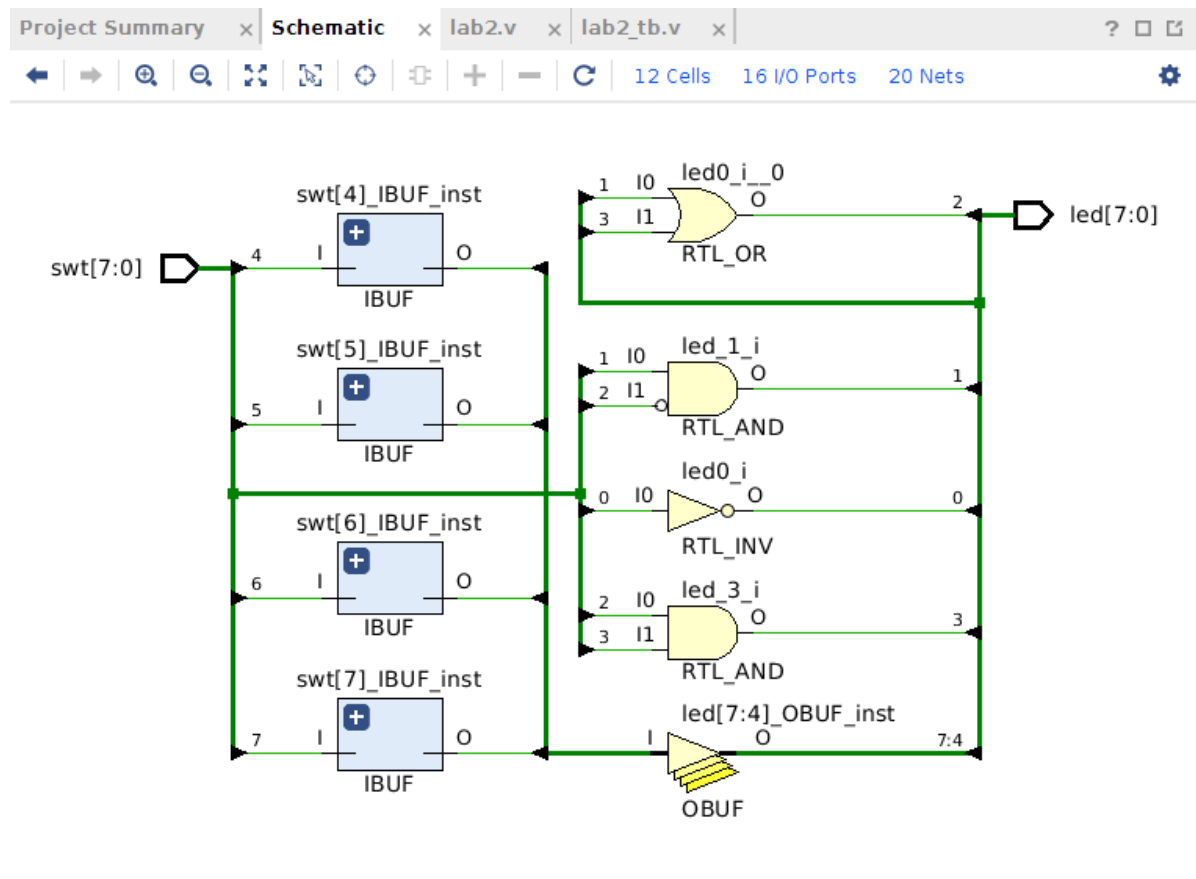 Project Summary × Schematic × lab2.v × lab2_tb.v × ?
12 Cells 16 I/O Ports 20 Nets
swt[7:0]
swt[4]_IBUF_inst
4 I O
IBUF
swt[5]_IBUF_inst
5 I O
IBUF
swt[6]_IBUF_inst
6 I O
IBUF
swt[7]_IBUF_inst
7 I O
IBUF
led0_i__0
1 I0 O 2
3 I1
RTL_OR
led[7:0]
led_1_i
1 I0 O 1
2 I1
RTL_AND
led0_i
0 I0 O 0
RTL_INV
led_3_i
2 I0 O 3
3 I1
RTL_AND
led[7:4]_OBUF_inst
I O 7:4
OBUF